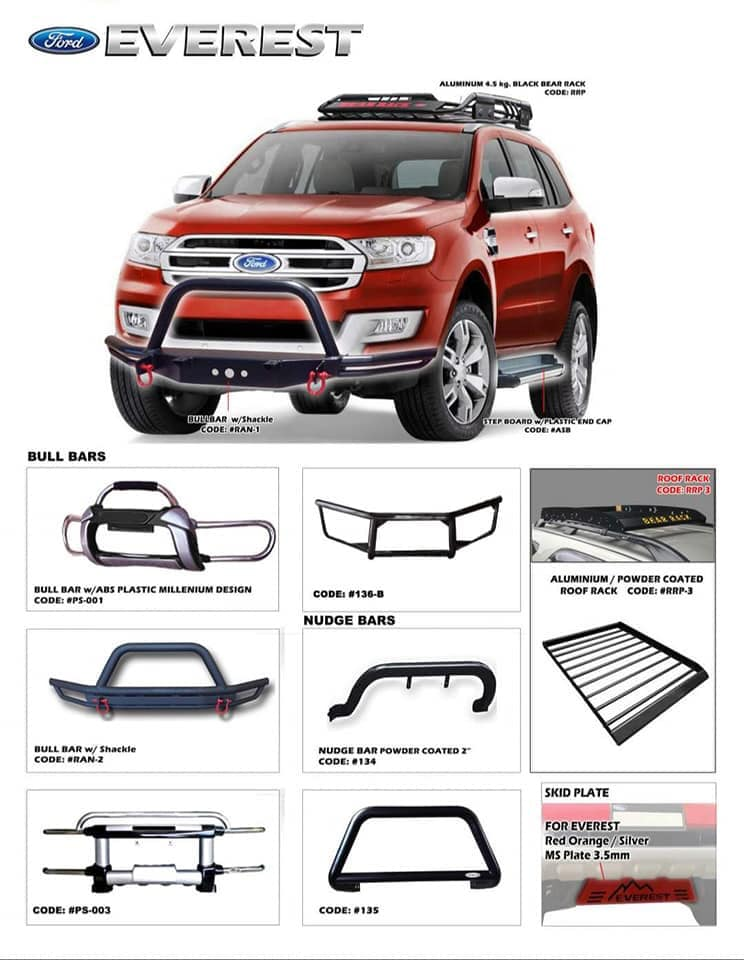 Ford EVEREST
ALUMINUM 4.5 kg. BLACK BEAR RACK
CODE: RRP
BEAR RACK
Ford
BULLBAR w/Shackle
CODE: #RAN-1
STEP BOARD w/PLASTIC END CAP
CODE: #ASB
BULL BARS
BULL BAR w/ABS PLASTIC MILLENIUM DESIGN
CODE: #PS-001
CODE: #136-B
ROOF RACK
CODE: RRP-3
BEAR RACK
ALUMINIUM / POWDER COATED
ROOF RACK CODE: #RRP-3
NUDGE BARS
BULL BAR w/ Shackle
CODE: #RAN-2
NUDGE BAR POWDER COATED 2"
CODE: #134
SKID PLATE
FOR EVEREST
Red Orange / Silver
MS Plate 3.5mm
EVEREST
CODE: #PS-003
CODE: #135